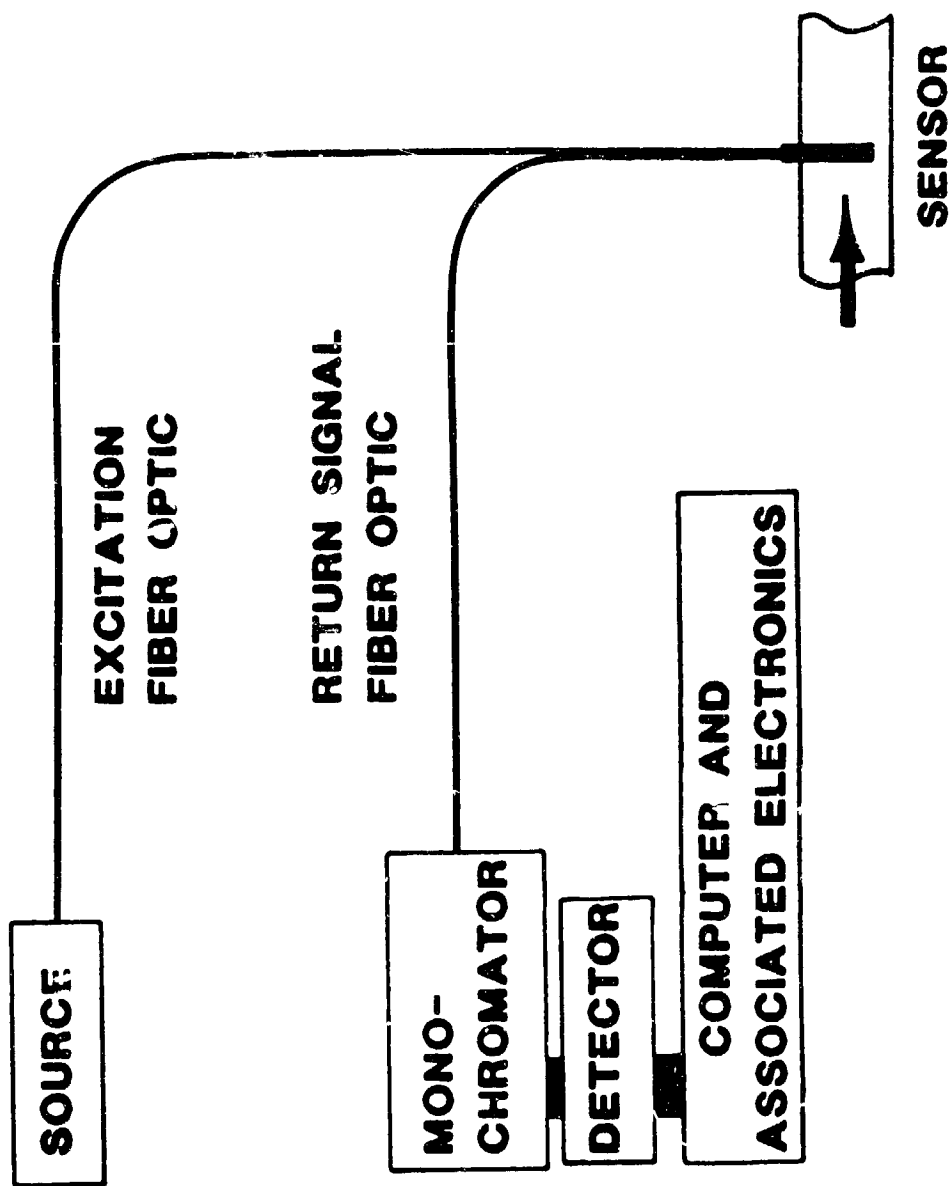 SOURCE
EXCITATION
FIBER OPTIC
RETURN SIGNAL
FIBER OPTIC
MONO-
CHROMATOR
DETECTOR
COMPUTER AND
ASSOCIATED ELECTRONICS
SENSOR